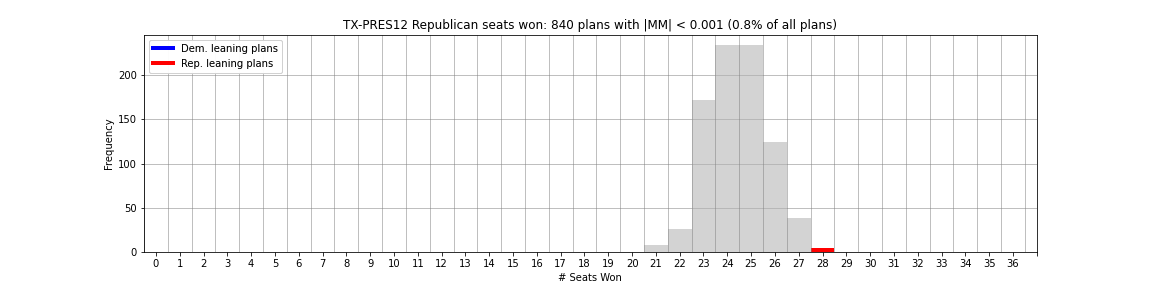 TX-PRES12 Republican seats won: 840 plans with |MM| < 0.001 (0.8% of all plans)
Dem. leaning plans
Rep. leaning plans
Frequency
200
150
100
50
0
0 1 2 3 4 5 6 7 8 9 10 11 12 13 14 15 16 17 18 19 20 21 22 23 24 25 26 27 28 29 30 31 32 33 34 35 36
# Seats Won